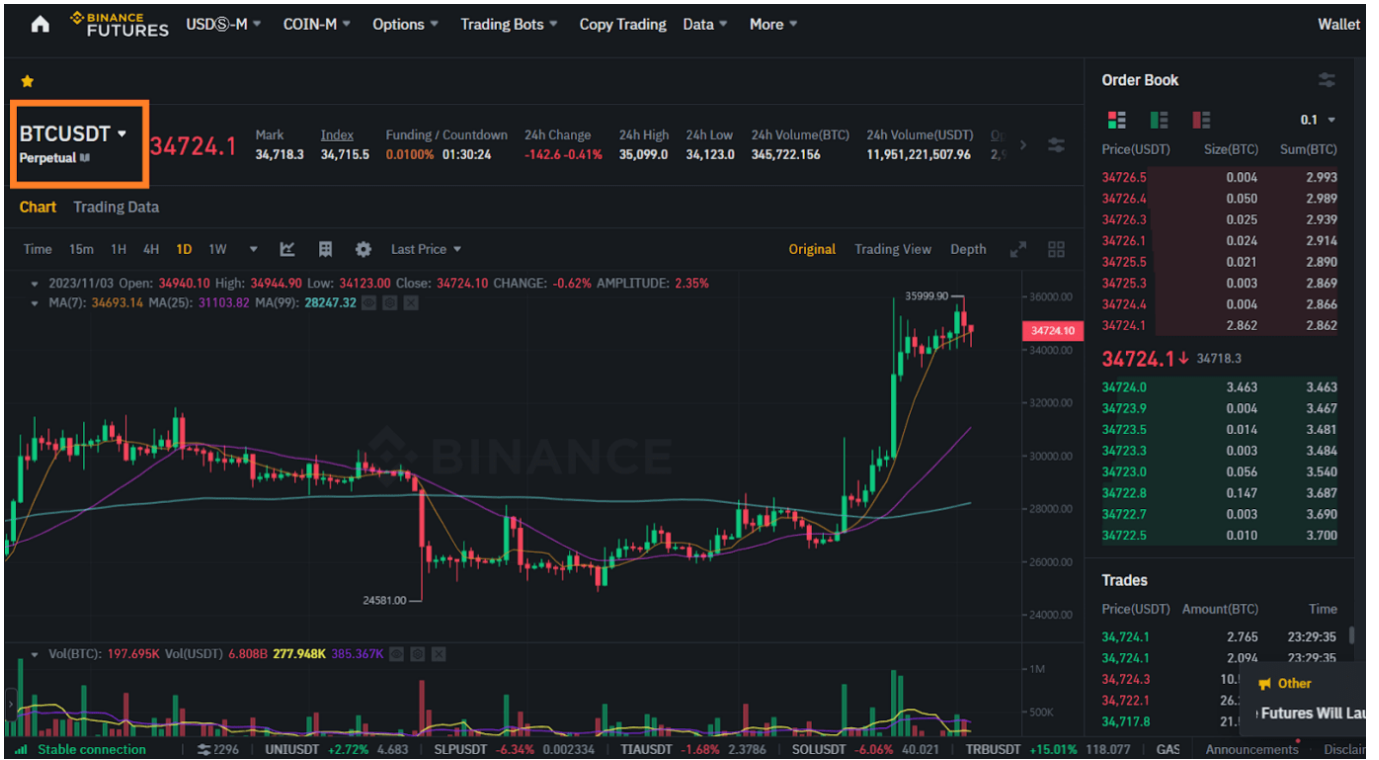 BINANCE FUTURES USDⓈ-M COIN-M Options Trading Bots Copy Trading Data More Wallet
BTCUSDT
Perpetual
34724.1
Mark Index Funding / Countdown 24h Change 24h High 24h Low 24h Volume(BTC) 24h Volume(USDT)
34,718.3 34,715.5 0.0100% 01:30:24 -142.6 -0.41% 35,099.0 34,123.0 345,722.156 11,951,221,507.96
Chart Trading Data
Time 15m 1H 4H 1D 1W Last Price Original Trading View Depth
2023/11/03 Open: 34940.10 High: 34944.90 Low: 34123.00 Close: 34724.10 CHANGE: -0.62% AMPLITUDE: 2.35%
MA(7): 34693.14 MA(25): 31103.82 MA(99): 28247.32
35999.90
36000.00
34724.10
34000.00
32000.00
BINANCE
30000.00
28000.00
26000.00
24581.00
24000.00
Vol(BTC): 197.695K Vol(USDT) 6.808B 277.948K 385.367K
1M
500K
Order Book
0.1
Price(USDT) Size(BTC) Sum(BTC)
34726.5 0.004 2.993
34726.4 0.050 2.989
34726.3 0.025 2.939
34726.1 0.024 2.914
34725.5 0.021 2.890
34725.3 0.003 2.869
34724.4 0.004 2.866
34724.1 2.862 2.862
34724.1 34718.3
34724.0 3.463 3.463
34723.9 0.004 3.467
34723.5 0.014 3.481
34723.3 0.003 3.484
34723.0 0.056 3.540
34722.8 0.147 3.687
34722.7 0.003 3.690
34722.5 0.010 3.700
Trades
Price(USDT) Amount(BTC) Time
34,724.1 2.765 23:29:35
34,724.1 2.094 23:29:35
34,724.3
34,722.1
34,717.8
Other
Futures Will
Stable connection 2296 UNIUSDT +2.72% 4.683 SLPUSDT -6.34% 0.002334 TIAUSDT -1.68% 2.3786 SOLUSDT -6.06% 40.021 TRBUSDT +15.01% 118.077 GAS Announcements